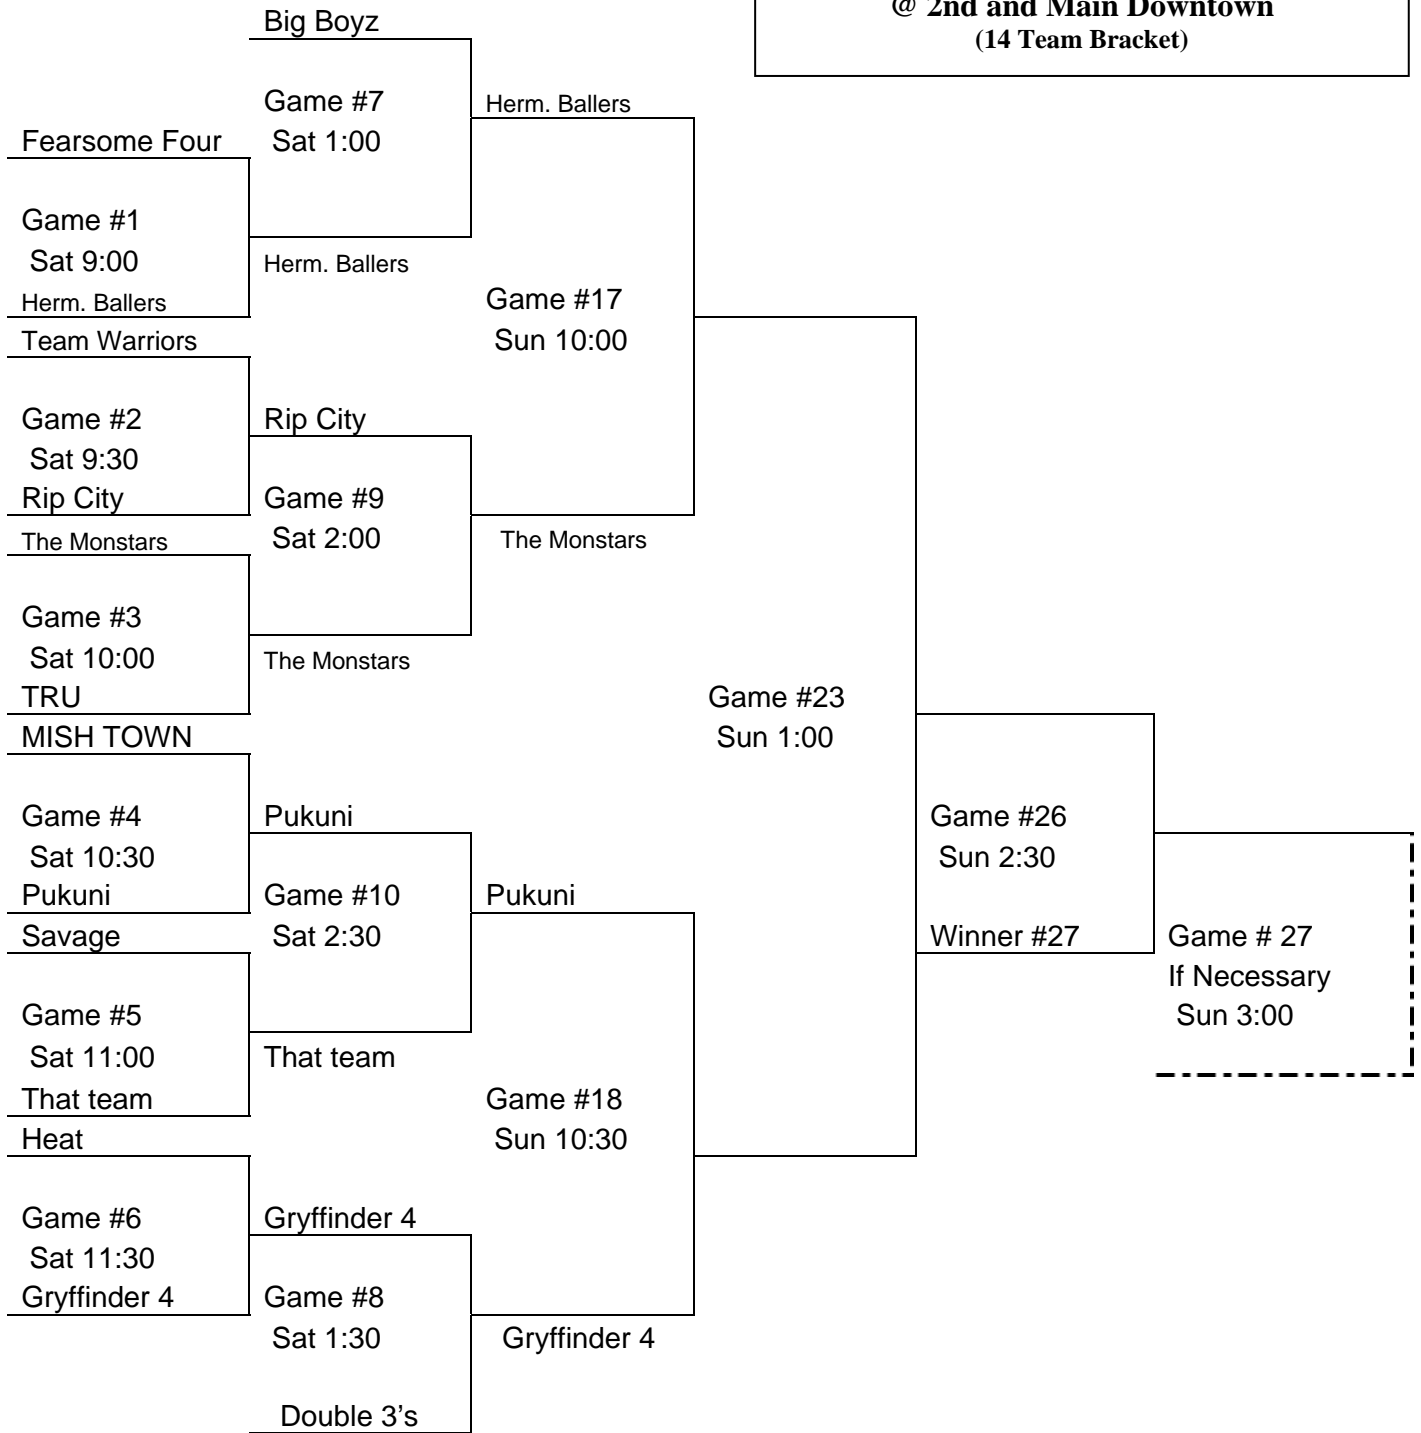 @ 2nd and Main Downtown
(14 Team Bracket)
Big Boyz
Game #7
Sat 1:00
Herm. Ballers
Fearsome Four
Game #1
Sat 9:00
Herm. Ballers
Herm. Ballers
Team Warriors
Game #17
Sun 10:00
Game #2
Sat 9:30
Rip City
Rip City
Game #9
Sat 2:00
The Monstars
The Monstars
Game #3
Sat 10:00
TRU
The Monstars
MISH TOWN
Game #23
Sun 1:00
Game #4
Sat 10:30
Pukuni
Pukuni
Game #10
Sat 2:30
Pukuni
Game #26
Sun 2:30
Winner #27
Game # 27
If Necessary
Sun 3:00
Savage
Game #5
Sat 11:00
That team
That team
Heat
Game #18
Sun 10:30
Game #6
Sat 11:30
Gryffinder 4
Gryffinder 4
Game #8
Sat 1:30
Gryffinder 4
Double 3’s